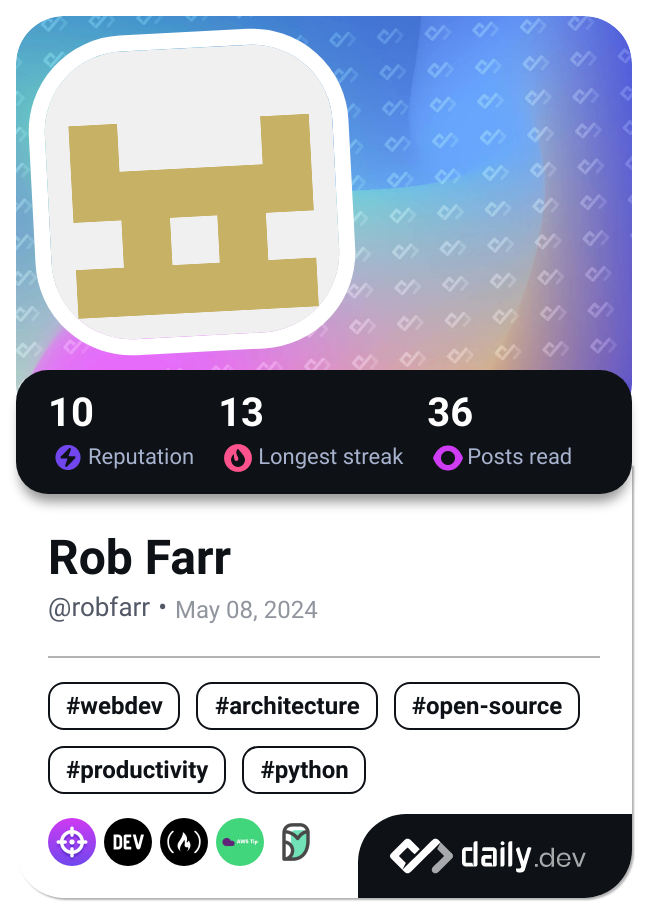 10 13 36
Reputation Longest streak Posts read
Rob Farr
@robfarr • May 08, 2024
#webdev #architecture #open-source
#productivity #python
DEV AWS Tip
daily.dev